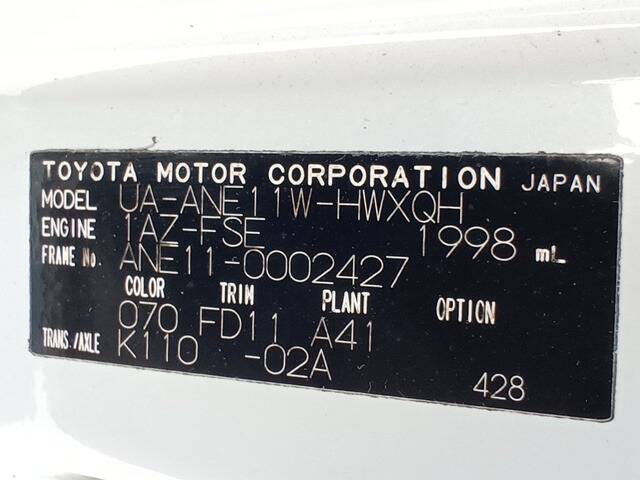 TOYOTA MOTOR CORPORATION JAPAN
MODEL UA-ANE11W-HWXQH
ENGINE 1AZ-FSE 1998 mL
FRAME No. ANE11-0002427
COLOR TRIM PLANT OPTION
070 FD11 A41
TRANS./AXLE K110 -02A
428